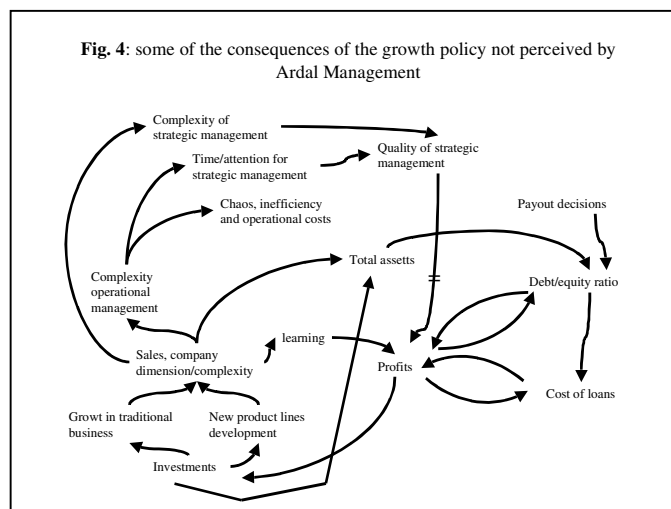 Fig. 4: some of the consequences of the growth policy not perceived by
Ardal Management
Complexity of
strategic management
Time/attention for
strategic management
Quality of strategic
management
Chaos, inefficiency
and operational costs
Payout decisions
Total assetts
Complexity
operational
management
Debt/equity ratio
learning
Sales, company
dimension/complexity
Profits
Cost of loans
Growt in traditional
business
New product lines
development
Investments